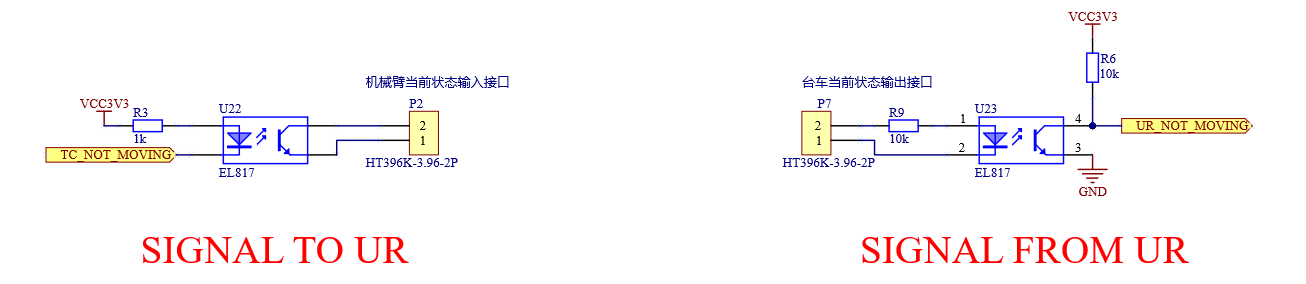 VCC3V3
R3
1k
TC_NOT_MOVING
U22
EL817
机械臂当前状态输入接口
P2
2
1
HT396K-3.96-2P
SIGNAL TO UR
台车当前状态输出接口
P7
2
1
HT396K-3.96-2P
R9
10k
U23
1
2
4
3
EL817
VCC3V3
R6
10k
UR_NOT_MOVING
GND
SIGNAL FROM UR